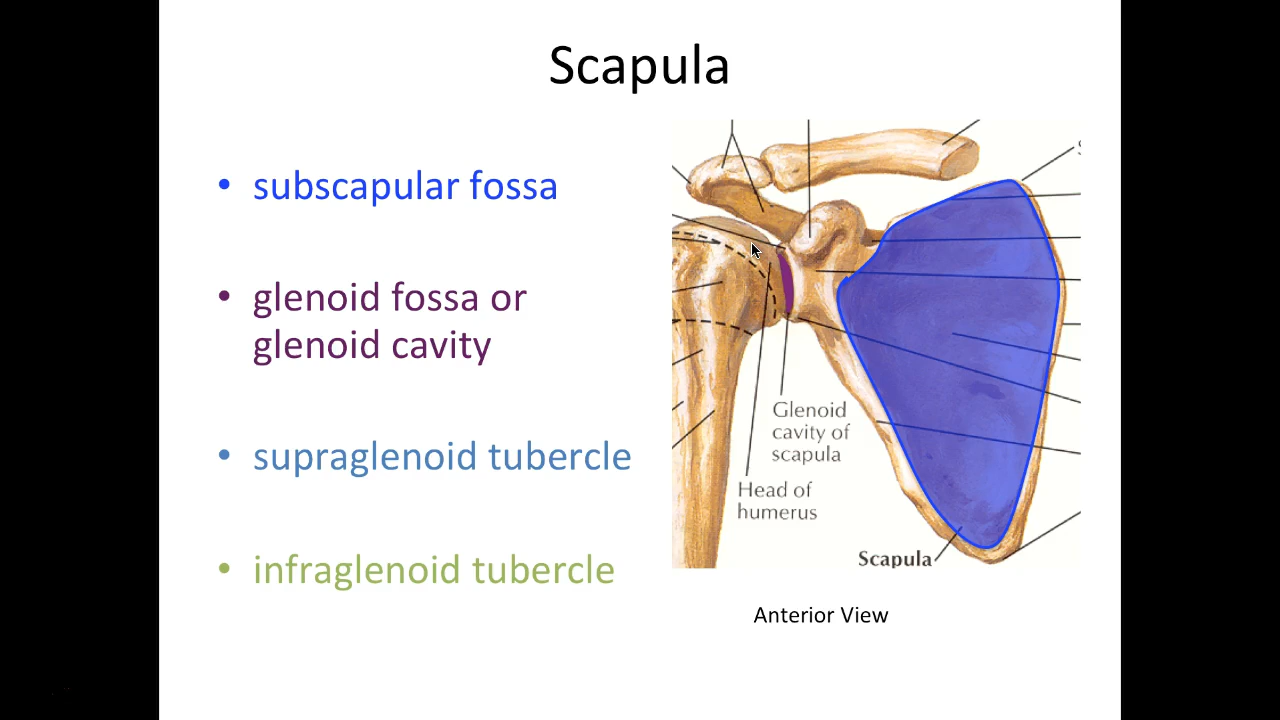 Scapula
• subscapular fossa
• glenoid fossa or
glenoid cavity
• supraglenoid tubercle
• infraglenoid tubercle
Glenoid
cavity of
scapula
Head of
humerus
Scapula
Anterior View